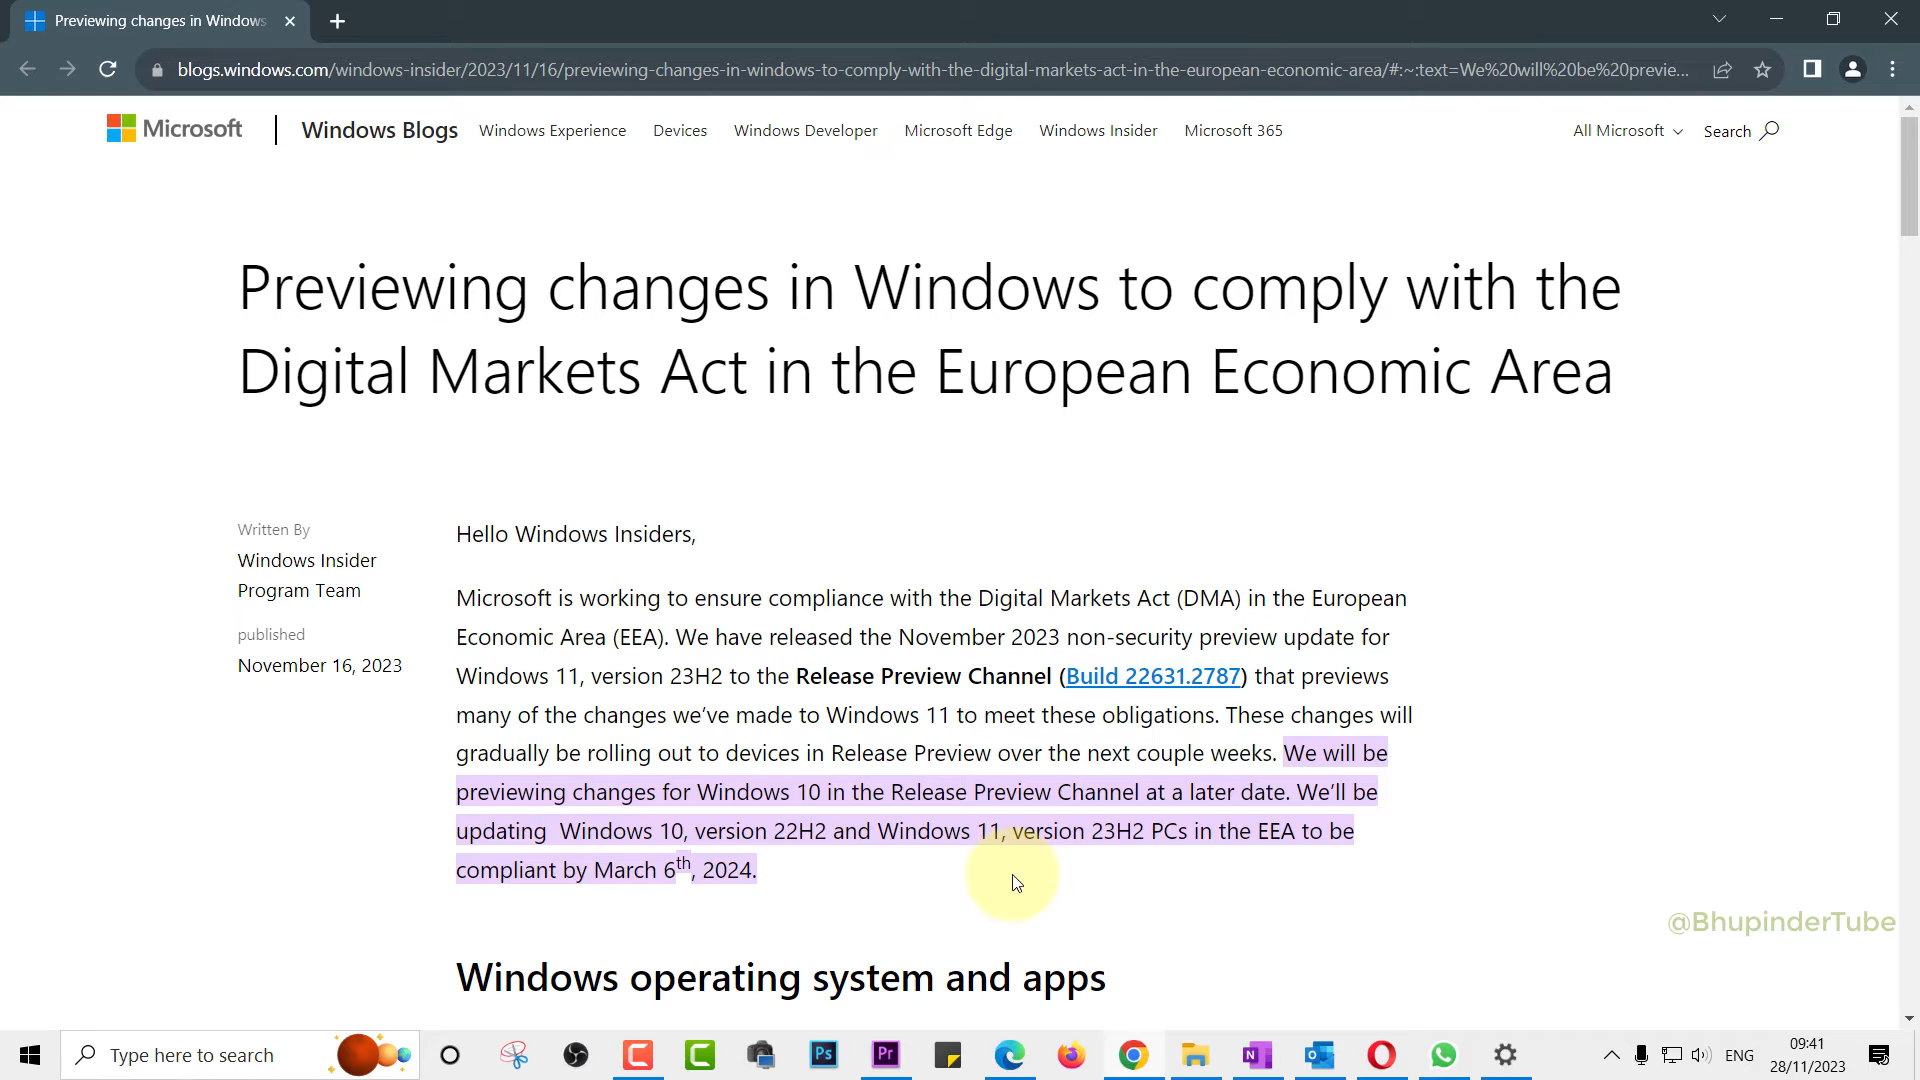 Previewing changes in Windows
blogs.windows.com/windows-insider/2023/11/16/previewing-changes-in-windows-to-comply-with-the-digital-markets-act-in-the-european-economic-area/#:~:text=We%20will%20be%20previe...
Microsoft
Windows Blogs
Windows Experience
Devices
Windows Developer
Microsoft Edge
Windows Insider
Microsoft 365
All Microsoft
Search
Previewing changes in Windows to comply with the
Digital Markets Act in the European Economic Area
Written By
Windows Insider
Program Team
published
November 16, 2023
Hello Windows Insiders,
Microsoft is working to ensure compliance with the Digital Markets Act (DMA) in the European
Economic Area (EEA). We have released the November 2023 non-security preview update for
Windows 11, version 23H2 to the Release Preview Channel (Build 22631.2787) that previews
many of the changes we’ve made to Windows 11 to meet these obligations. These changes will
gradually be rolling out to devices in Release Preview over the next couple weeks. We will be
previewing changes for Windows 10 in the Release Preview Channel at a later date. We’ll be
updating  Windows 10, version 22H2 and Windows 11, version 23H2 PCs in the EEA to be
compliant by March 6th, 2024.
@BhupinderTube
Windows operating system and apps
Type here to search
Ps
Pr
N
ENG
09:41
28/11/2023